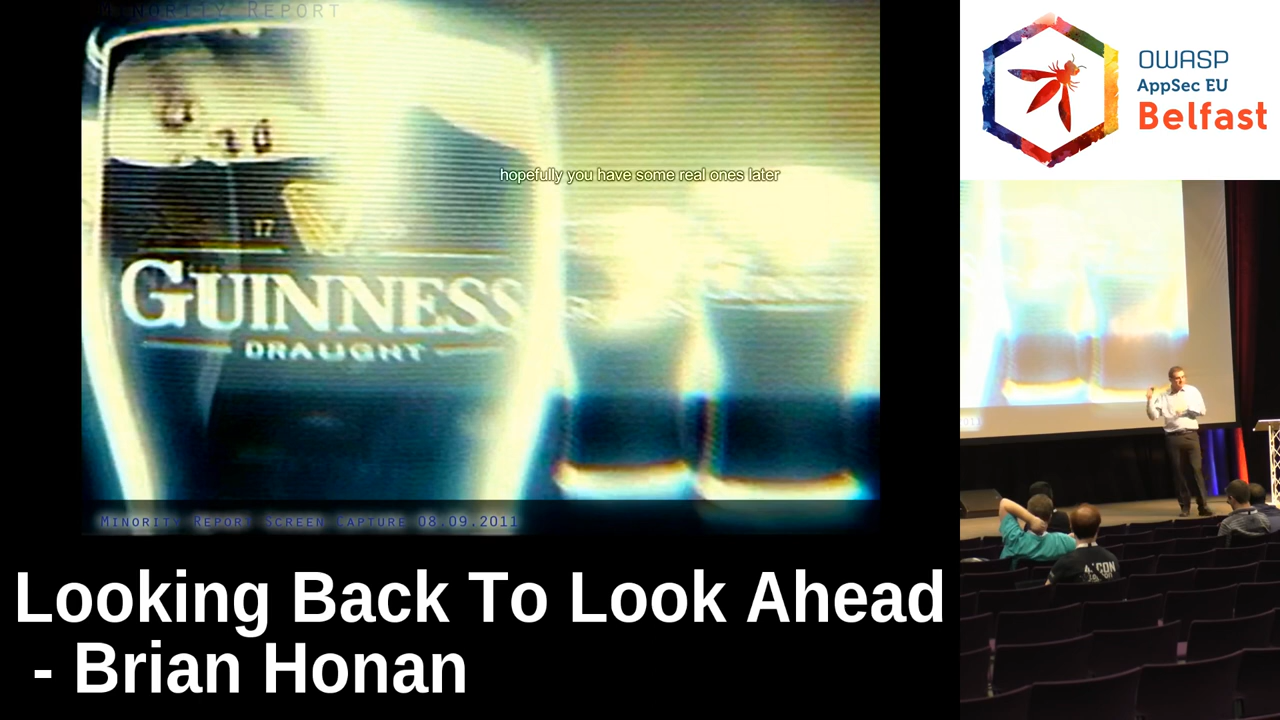 MINORITY REPORT
hopefully you have some real ones later
17
GUINNESS
DRAUGHT
MINORITY REPORT SCREEN CAPTURE 08.09.2011
OWASP
AppSec EU
Belfast
Looking Back To Look Ahead
- Brian Honan